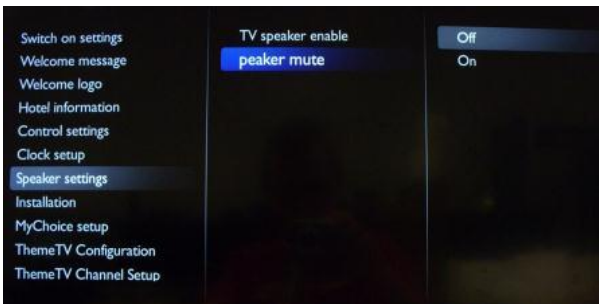 Switch on settings
Welcome message
Welcome logo
Hotel information
Control settings
Clock setup
Speaker settings
Installation
MyChoice setup
ThemeTV Configuration
ThemeTV Channel Setup
TV speaker enable
peaker mute
Off
On